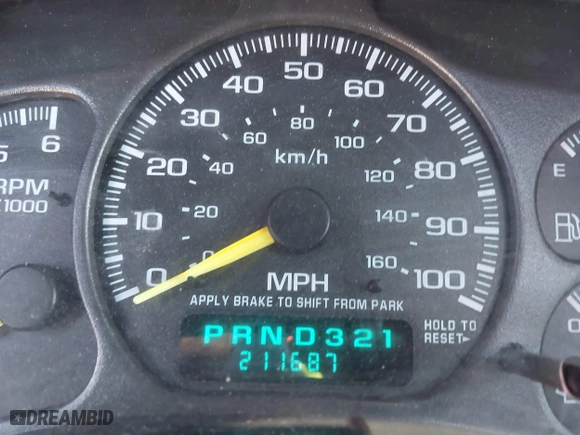 50
40 60
30 70
20 80
10 90
0 100
80
60 100
40 120
20 140
0 160
km/h
MPH
APPLY BRAKE TO SHIFT FROM PARK
PRND321
211687
HOLD TO
RESET
5 6
RPM
X1000
E
DREAMBID